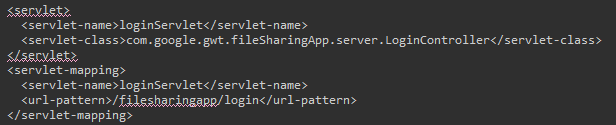 <servlet>
  <servlet-name>loginServlet</servlet-name>
  <servlet-class>com.google.gwt.fileSharingApp.server.LoginController</servlet-class>
</servlet>
<servlet-mapping>
  <servlet-name>loginServlet</servlet-name>
  <url-pattern>/filesharingapp/login</url-pattern>
</servlet-mapping>